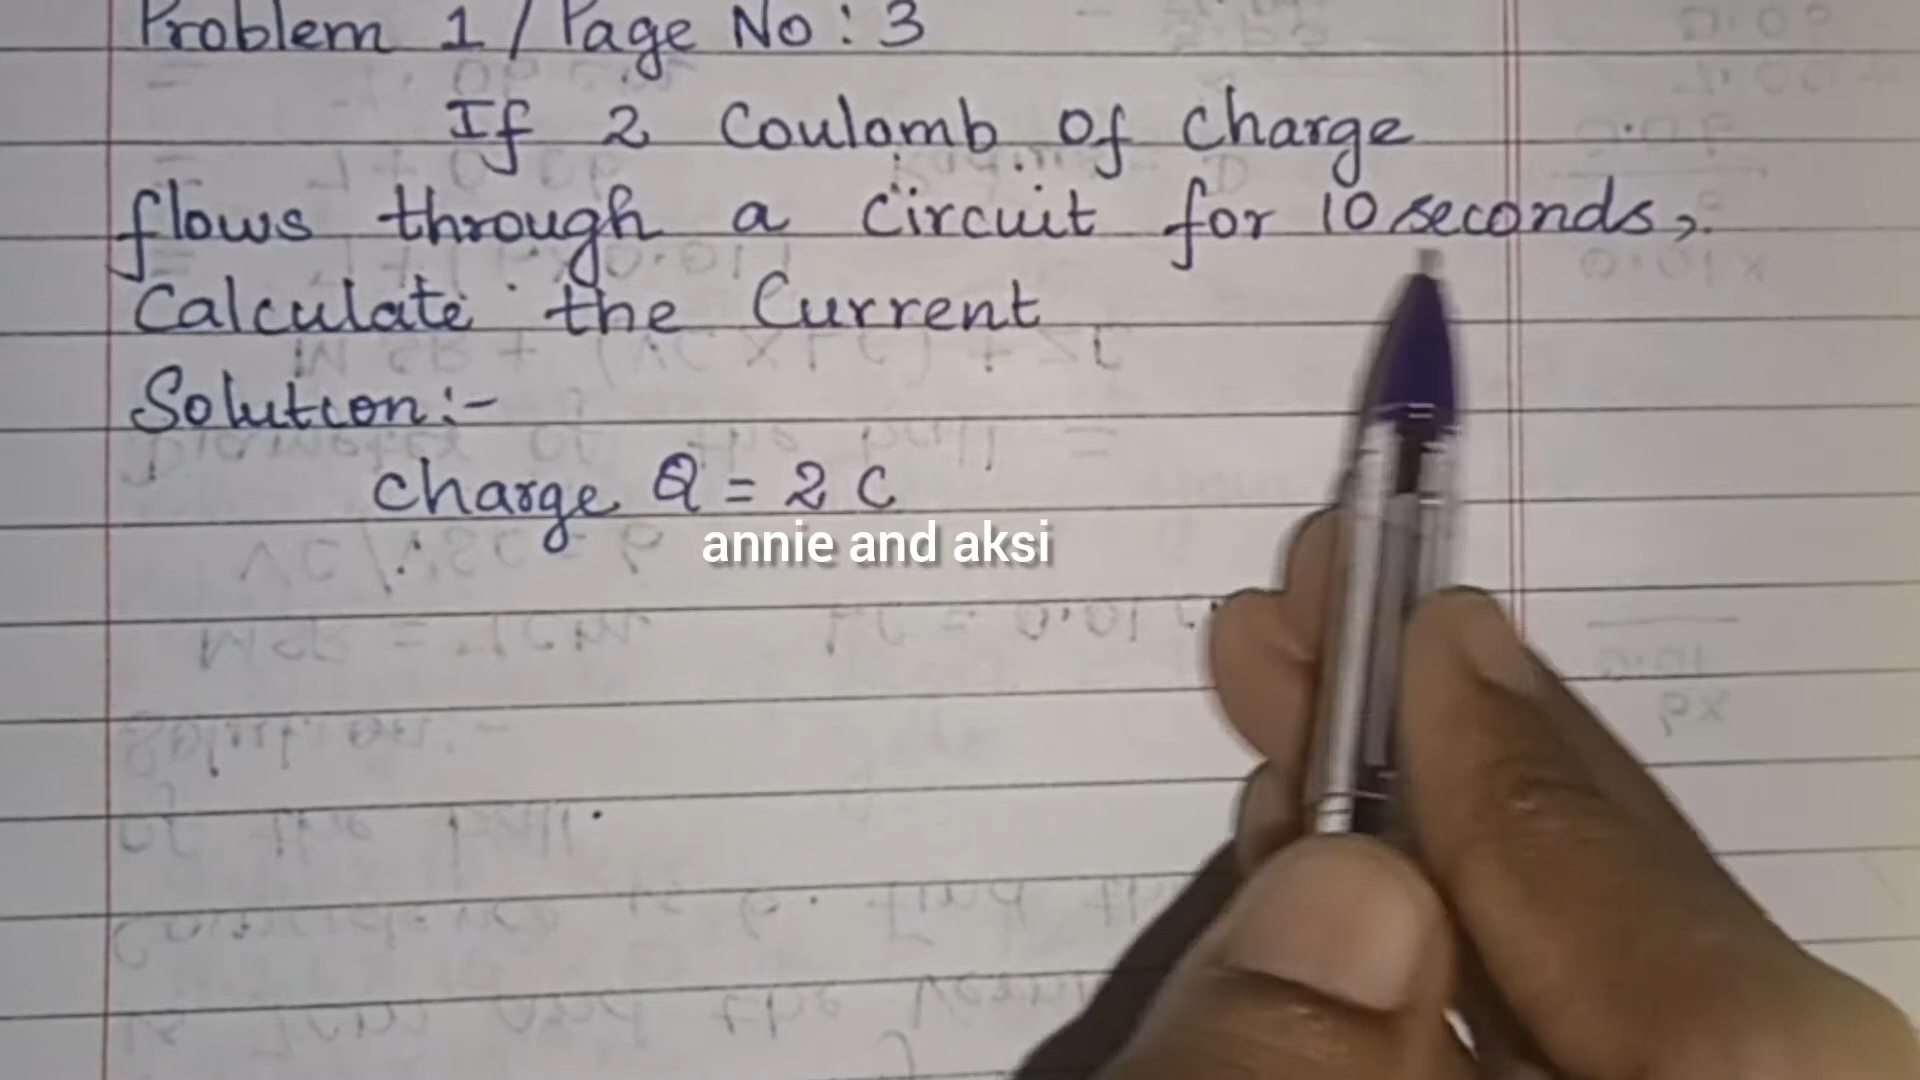 Problem 1 / Page No : 3
If 2 Coulomb of charge
flows through a Circuit for 10 seconds,
Calculate the Current
Solution:-
Charge Q = 2 C
annie and aksi